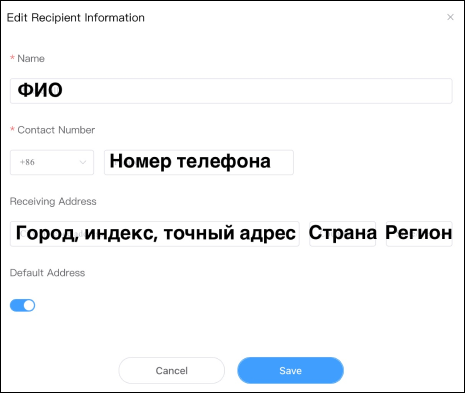 Edit Recipient Information
* Name
ФИО
* Contact Number
+86 Номер телефона
Receiving Address
Город, индекс, точный адрес Страна Регион
Default Address
Cancel Save